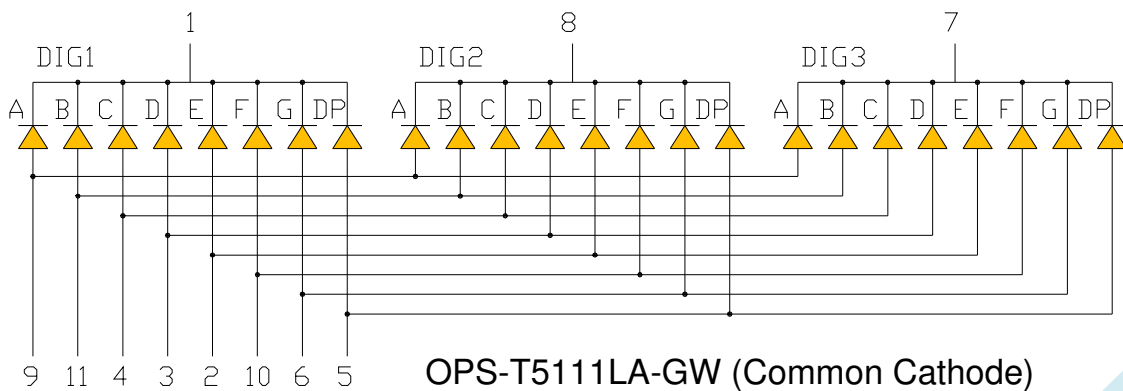 1 8 7
DIG1 DIG2 DIG3
A B C D E F G DP A B C D E F G DP A B C D E F G DP
9 11 4 3 2 10 6 5
OPS-T5111LA-GW (Common Cathode)